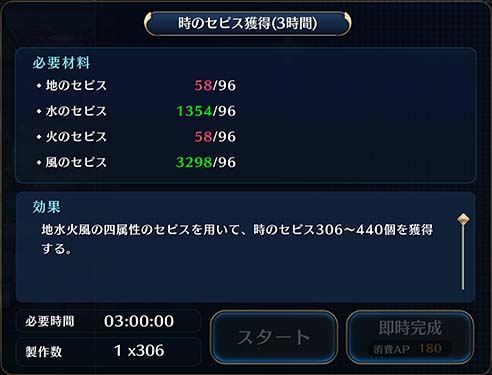 時のセピス獲得(3時間)
必要材料
地のセピス 58/96
水のセピス 1354/96
火のセピス 58/96
風のセピス 3298/96
効果
地水火風の四属性のセピスを用いて、時のセピス306～440個を獲得
する。
必要時間 03:00:00
製作数 1 x306
スタート
即時完成
消費AP 180